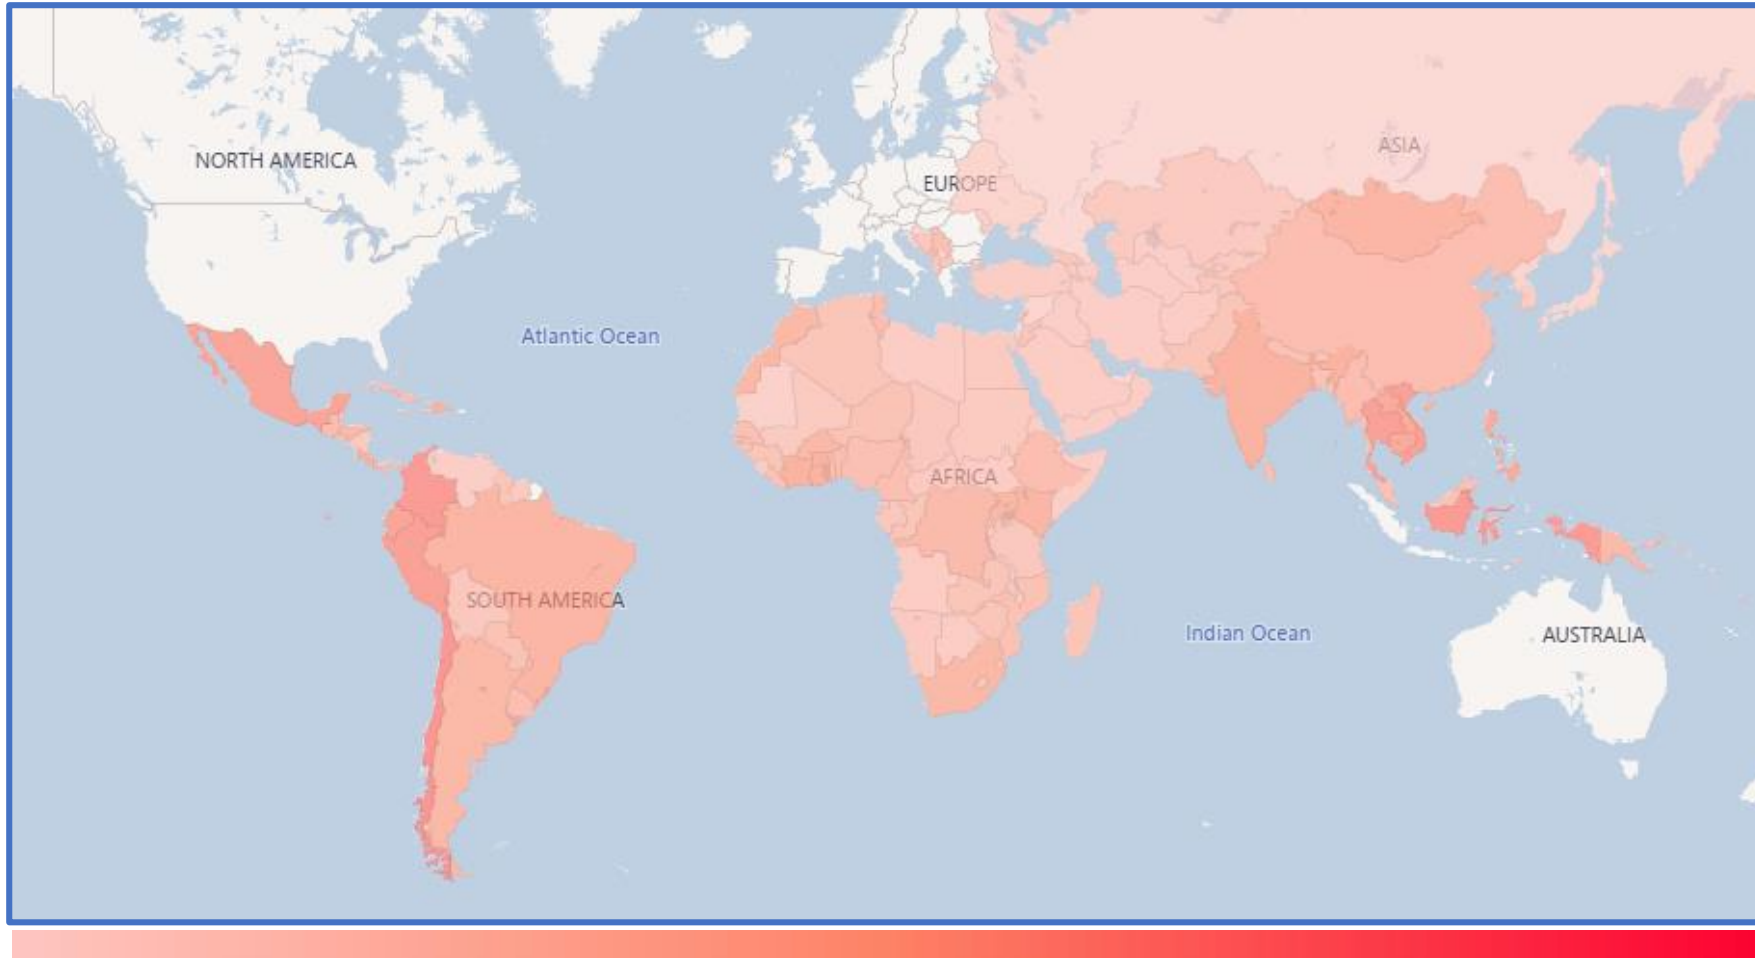 ASIA
NORTH AMERICA
EUROPE
Atlantic Ocean
AFRICA
SOUTH AMERICA
Indian Ocean
AUSTRALIA